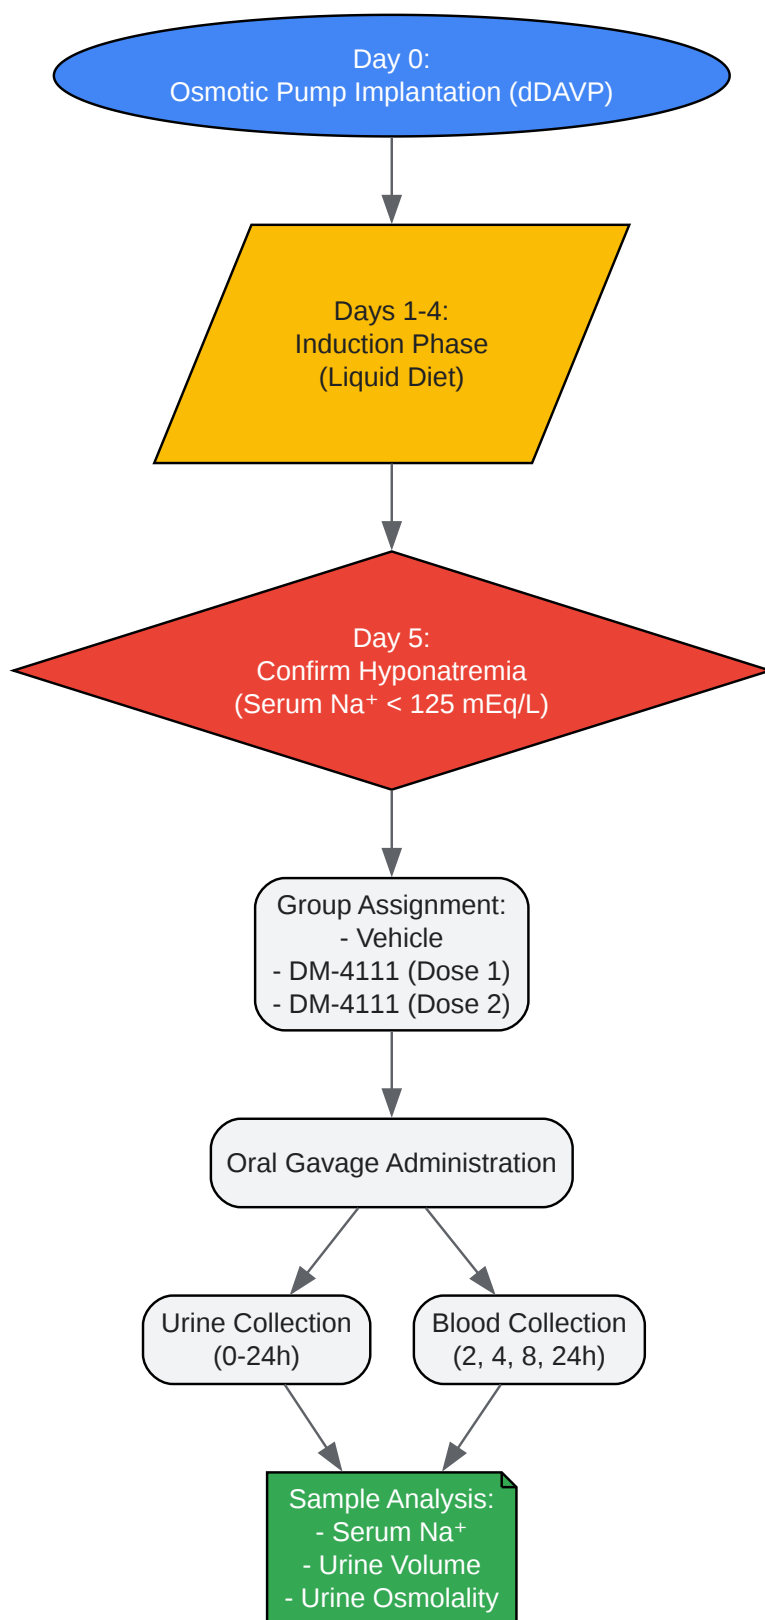 Day 0:
Osmotic Pump Implantation (dDAVP)
Days 1-4:
Induction Phase
(Liquid Diet)
Day 5:
Confirm Hyponatremia
(Serum Na⁺ < 125 mEq/L)
Group Assignment:
- Vehicle
- DM-4111 (Dose 1)
- DM-4111 (Dose 2)
Oral Gavage Administration
Urine Collection
(0-24h)
Blood Collection
(2, 4, 8, 24h)
Sample Analysis:
- Serum Na⁺
- Urine Volume
- Urine Osmolality